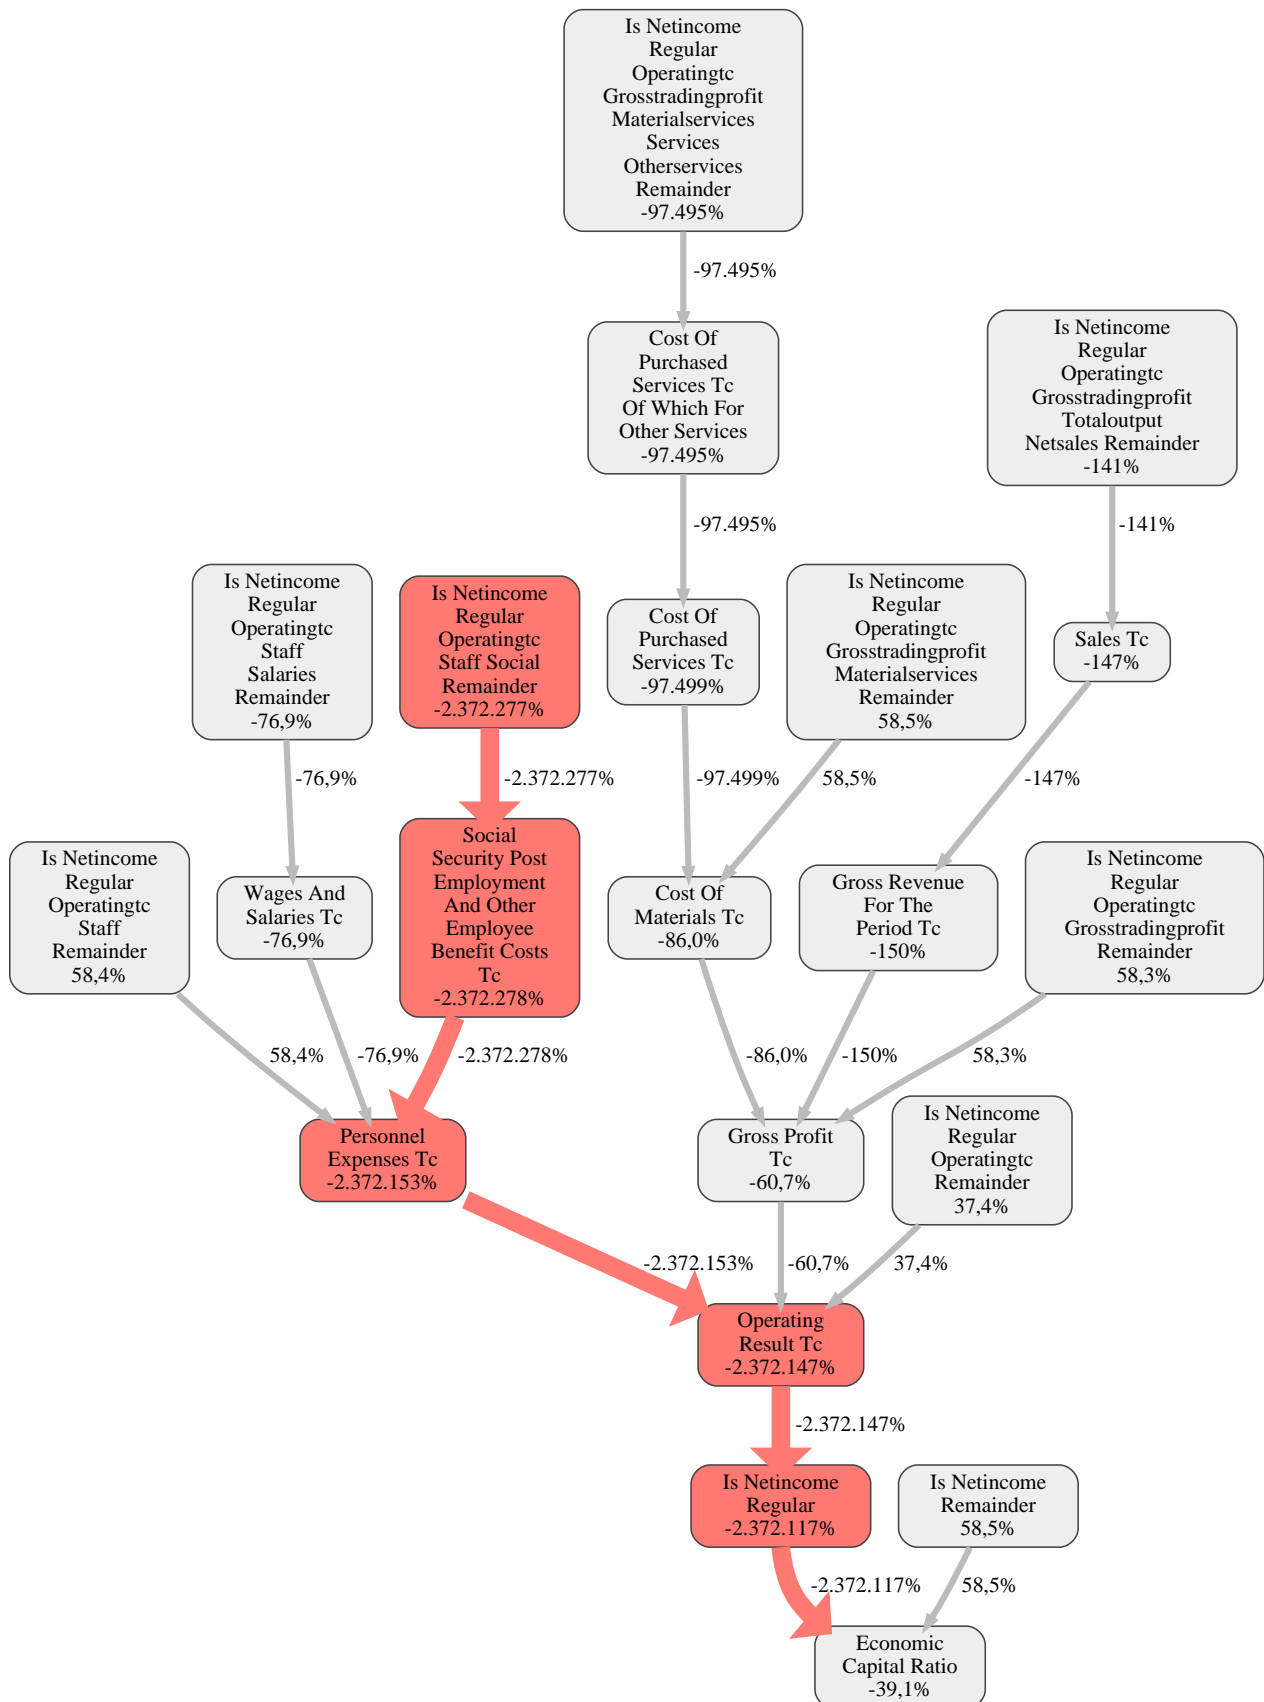 Is Netincome
Regular
Operatingtc
Grosstradingprofit
Materialservices
Services
Otherservices
Remainder
-97.495%
-97.495%
Cost Of
Purchased
Services Tc
Of Which For
Other Services
-97.495%
Is Netincome
Regular
Operatingtc
Grosstradingprofit
Totaloutput
Netsales Remainder
-141%
-97.495%
-141%
Is Netincome
Regular
Operatingtc
Staff
Salaries
Remainder
-76,9%
Is Netincome
Regular
Operatingtc
Staff Social
Remainder
-2.372.277%
Cost Of
Purchased
Services Tc
-97.499%
Is Netincome
Regular
Operatingtc
Grosstradingprofit
Materialservices
Remainder
58,5%
Sales Tc
-147%
-76,9%
-2.372.277%
-97.499%
58,5%
-147%
Is Netincome
Regular
Operatingtc
Staff
Remainder
58,4%
Wages And
Salaries Tc
-76,9%
Social
Security Post
Employment
And Other
Employee
Benefit Costs
Tc
-2.372.278%
Cost Of
Materials Tc
-86,0%
Gross Revenue
For The
Period Tc
-150%
Is Netincome
Regular
Operatingtc
Grosstradingprofit
Remainder
58,3%
58,4%
-76,9%
-2.372.278%
-86,0%
-150%
58,3%
Personnel
Expenses Tc
-2.372.153%
Gross Profit
Tc
-60,7%
Is Netincome
Regular
Operatingtc
Remainder
37,4%
-2.372.153%
-60,7%
37,4%
Operating
Result Tc
-2.372.147%
-2.372.147%
Is Netincome
Regular
-2.372.117%
Is Netincome
Remainder
58,5%
-2.372.117%
58,5%
Economic
Capital Ratio
-39,1%